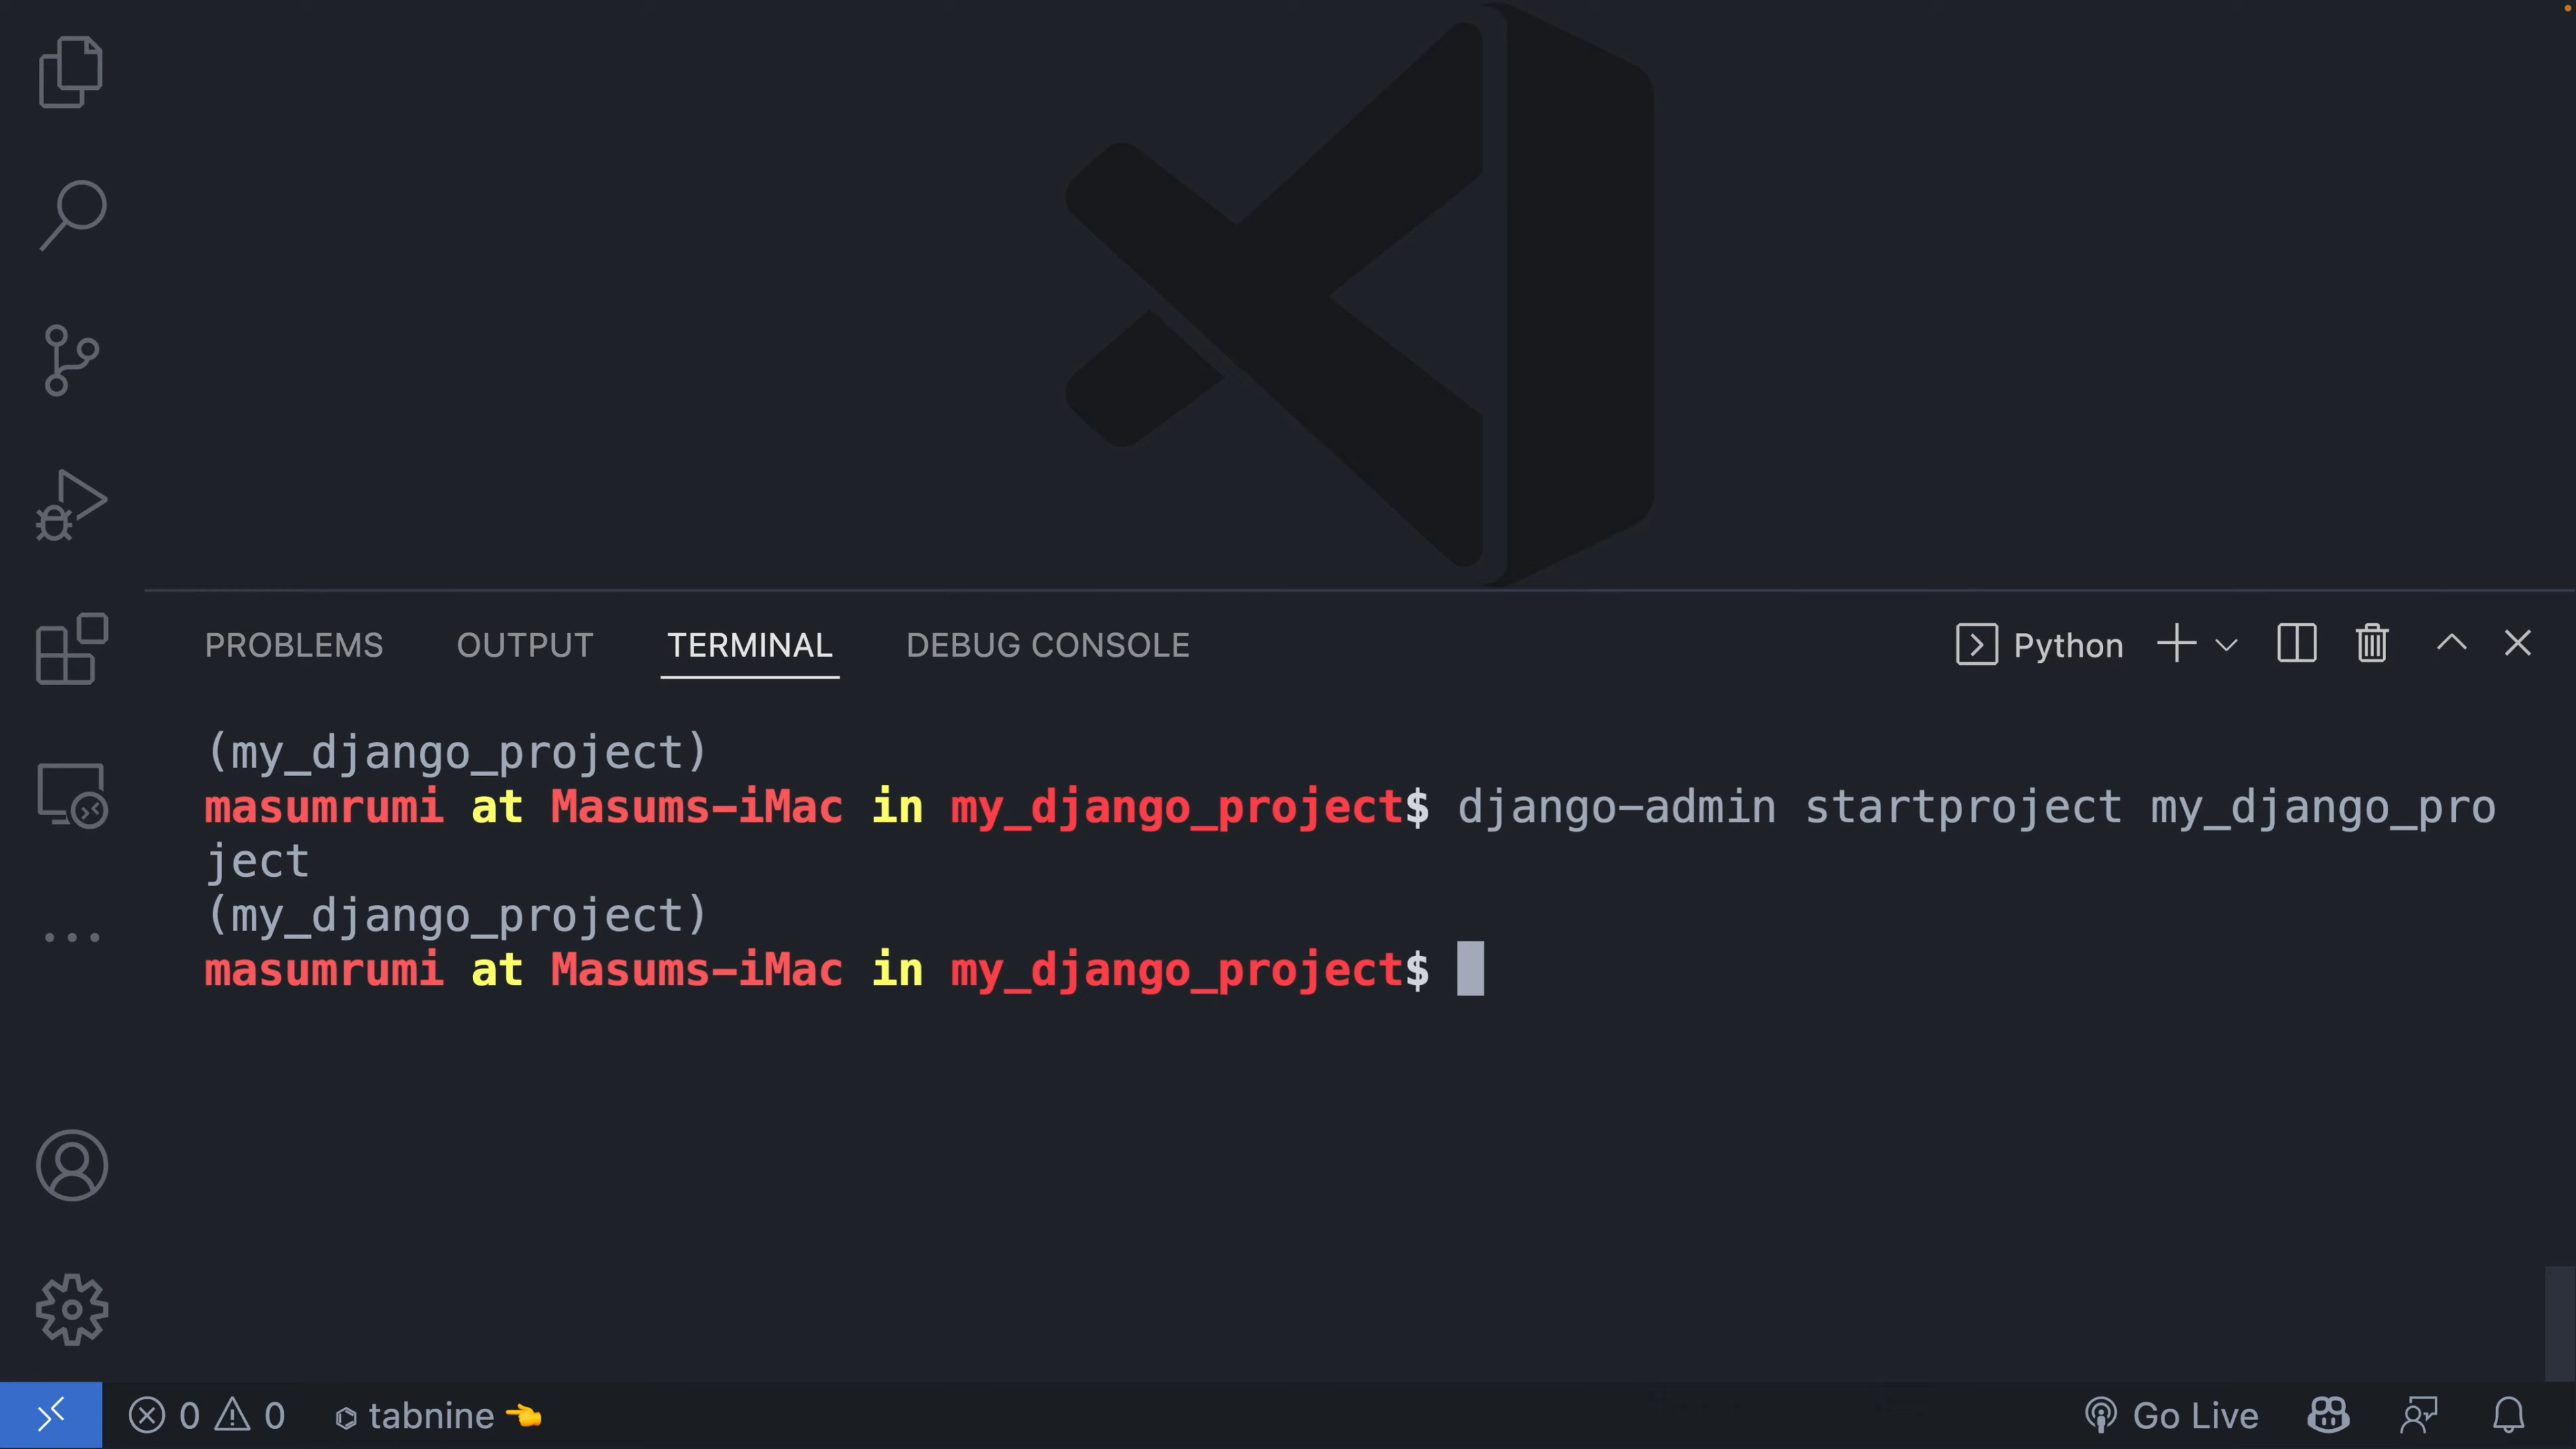 PROBLEMS OUTPUT TERMINAL DEBUG CONSOLE Python
(my_django_project)
masumrumi at Masums-iMac in my_django_project$ django-admin startproject my_django_pro
ject
(my_django_project)
masumrumi at Masums-iMac in my_django_project$
0 0 tabnine 👈 Go Live